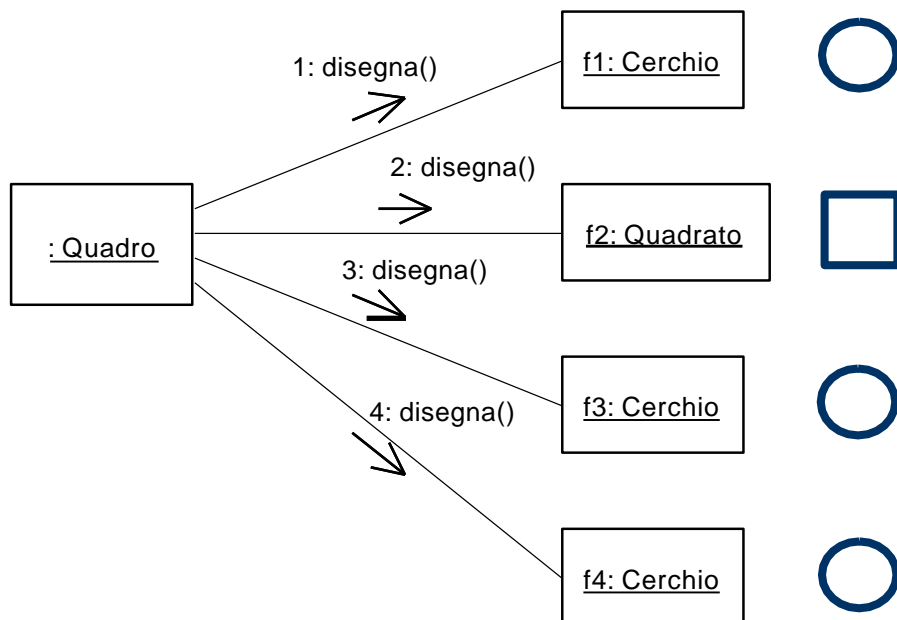 1: disegna()
f1: Cerchio
2: disegna()
: Quadro
f2: Quadrato
3: disegna()
f3: Cerchio
4: disegna()
f4: Cerchio